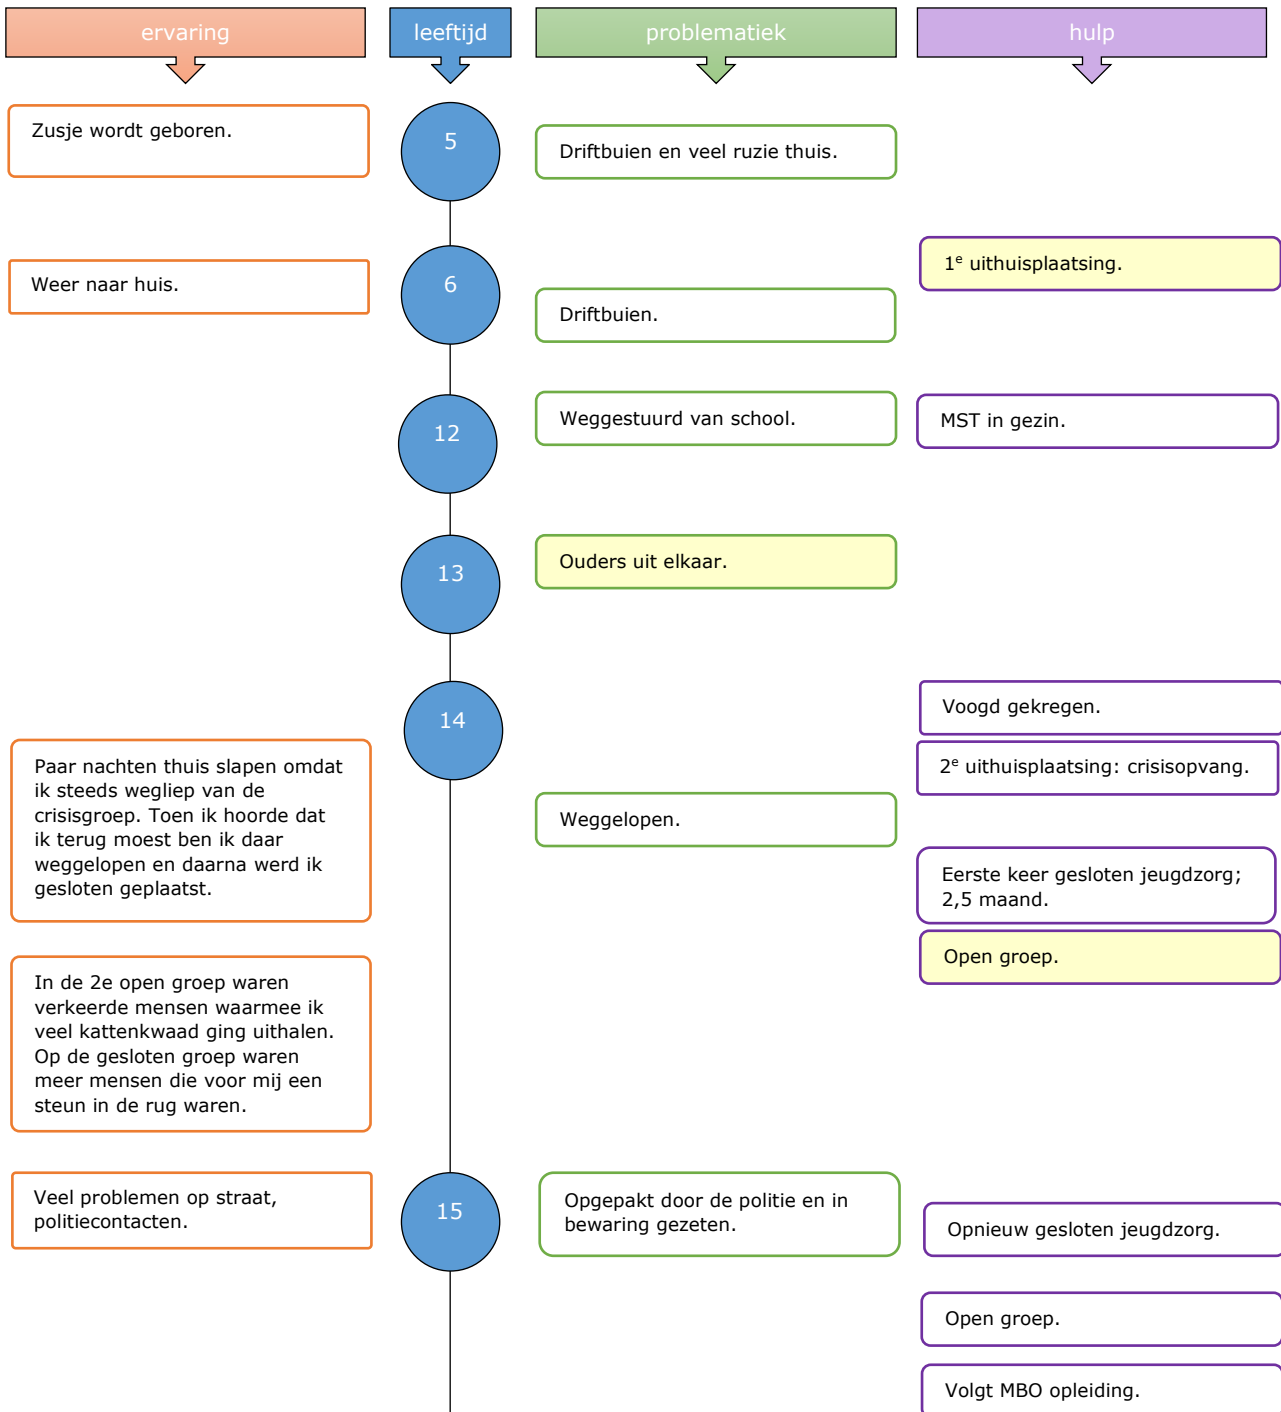 ervaring
leeftijd
problematiek
hulp
Zusje wordt geboren.
5
Driftbuien en veel ruzie thuis.
Weer naar huis.
6
1e uithuisplaatsing.
Driftbuien.
12
Weggestuurd van school.
MST in gezin.
13
Ouders uit elkaar.
14
Voogd gekregen.
2e uithuisplaatsing: crisisopvang.
Paar nachten thuis slapen omdat
ik steeds wegliep van de
crisisgroep. Toen ik hoorde dat
ik terug moest ben ik daar
weggelopen en daarna werd ik
gesloten geplaatst.
Weggelopen.
Eerste keer gesloten jeugdzorg;
2,5 maand.
Open groep.
In de 2e open groep waren
verkeerde mensen waarmee ik
veel kattenkwaad ging uithalen.
Op de gesloten groep waren
meer mensen die voor mij een
steun in de rug waren.
Veel problemen op straat,
politiecontacten.
15
Opgepakt door de politie en in
bewaring gezeten.
Opnieuw gesloten jeugdzorg.
Open groep.
Volgt MBO opleiding.